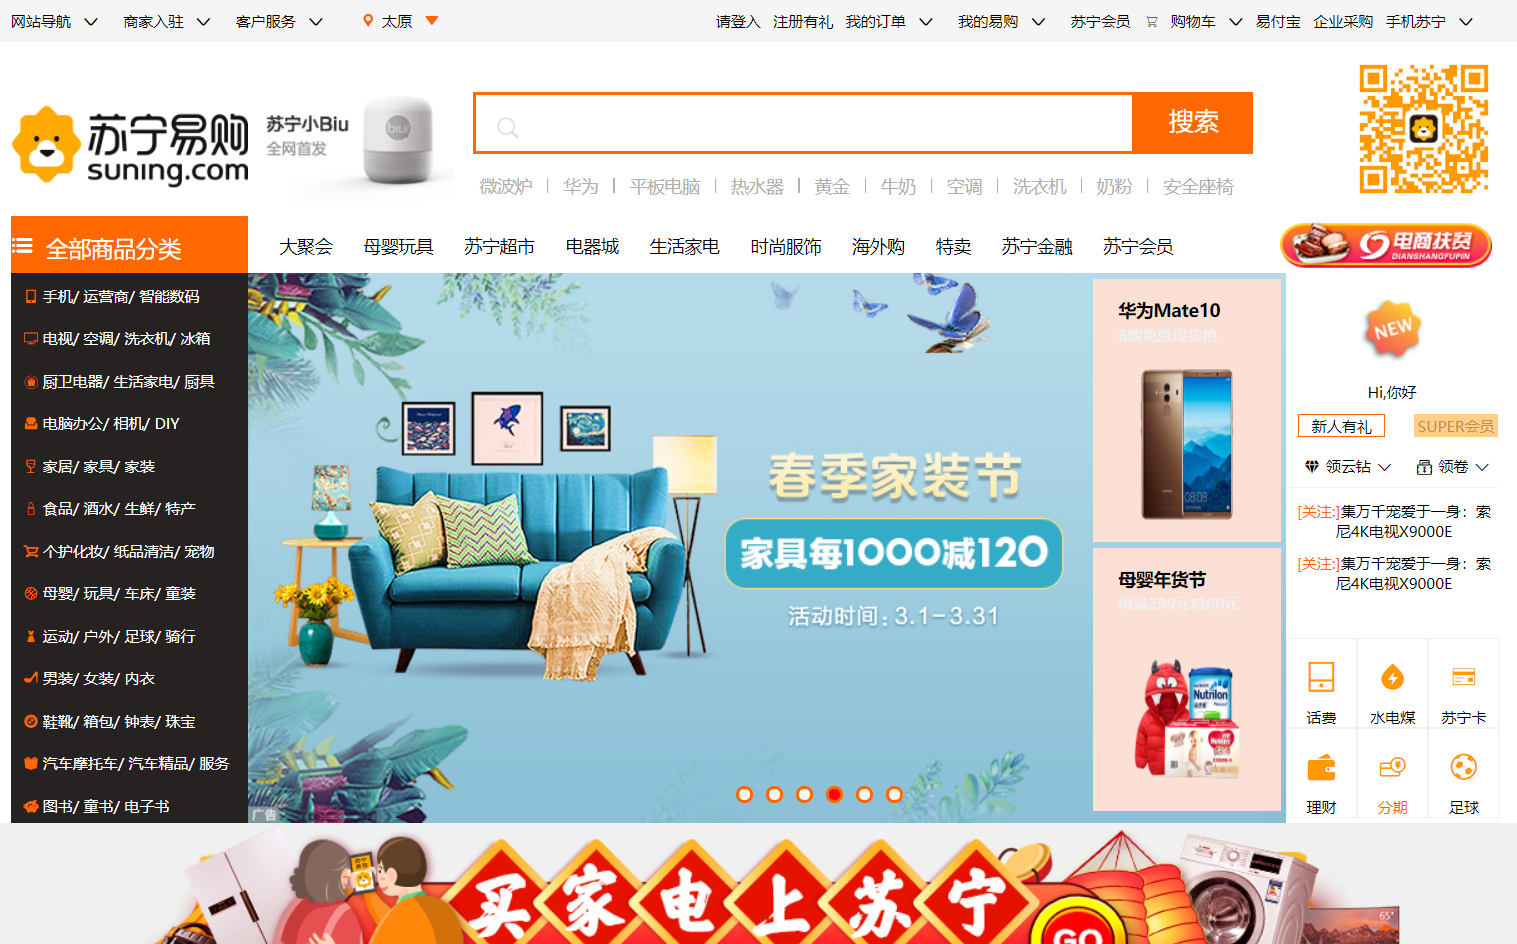 网站导航 商家入驻 客户服务 太原 请登入 注册有礼 我的订单 我的易购 苏宁会员 购物车 易付宝 企业采购 手机苏宁
苏宁易购
suning.com
苏宁小Biu
全网首发
biu
搜索
微波炉 华为 平板电脑 热水器 黄金 牛奶 空调 洗衣机 奶粉 安全座椅
全部商品分类 大聚会 母婴玩具 苏宁超市 电器城 生活家电 时尚服饰 海外购 特卖 苏宁金融 苏宁会员
电商扶贫
DIANSHANGFUPIN
手机/ 运营商/ 智能数码
电视/ 空调/ 洗衣机/ 冰箱
厨卫电器/ 生活家电/ 厨具
电脑办公/ 相机/ DIY
家居/ 家具/ 家装
食品/ 酒水/ 生鲜/ 特产
个护化妆/ 纸品清洁/ 宠物
母婴/ 玩具/ 车床/ 童装
运动/ 户外/ 足球/ 骑行
男装/ 女装/ 内衣
鞋靴/ 箱包/ 钟表/ 珠宝
汽车摩托车/ 汽车精品/ 服务
图书/ 童书/ 电子书
春季家装节
家具每1000减120
活动时间:3.1-3.31
广告
华为Mate10
6期免息现货抢
08:08
母婴年货节
每满299元减60元
Nutrilon
HUGGIES
NEW
Hi,你好
新人有礼 SUPER会员
领云钻 领卷
[关注:]集万千宠爱于一身：索
尼4K电视X9000E
[关注:]集万千宠爱于一身：索
尼4K电视X9000E
话费 水电煤 苏宁卡
理财 分期 足球
买家电上苏宁
GO
65"